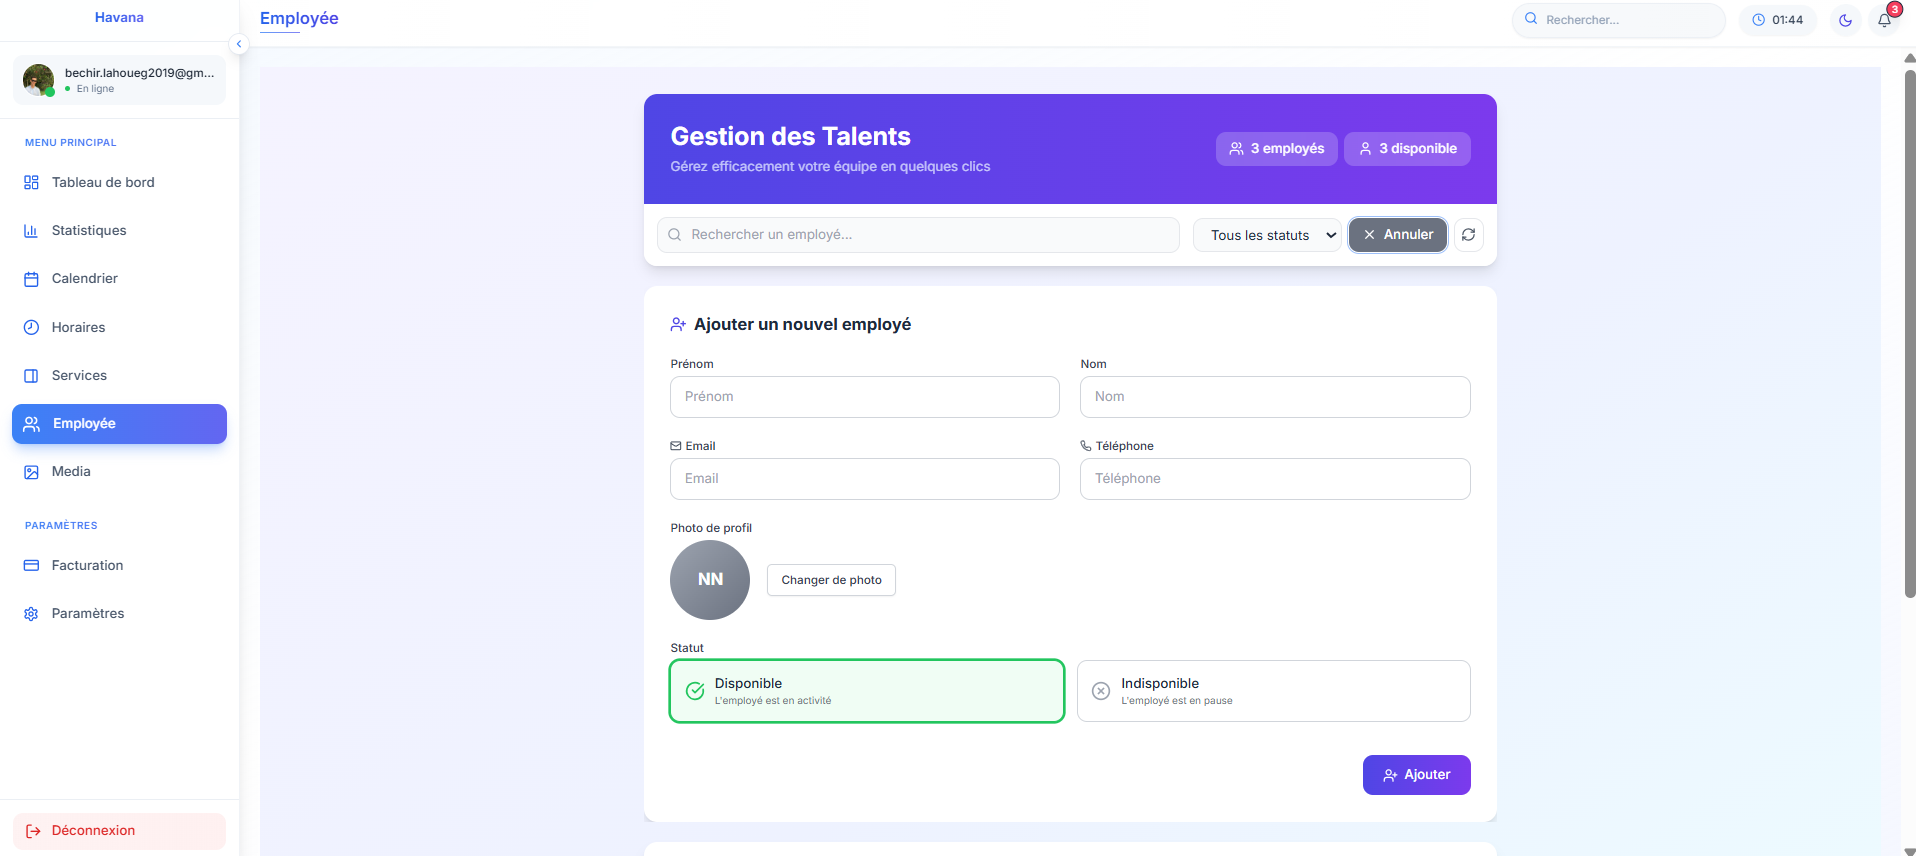 Havana
bechir.lahoueg2019@gm...
En ligne
MENU PRINCIPAL
Tableau de bord
Statistiques
Calendrier
Horaires
Services
Employée
Media
PARAMÈTRES
Facturation
Paramètres
Déconnexion
Employée
Rechercher...
01:44
3
Gestion des Talents
Gérez efficacement votre équipe en quelques clics
3 employés
3 disponible
Rechercher un employé...
Tous les statuts
Annuler
Ajouter un nouvel employé
Prénom
Nom
Prénom
Nom
Email
Téléphone
Email
Téléphone
Photo de profil
NN
Changer de photo
Statut
Disponible
L'employé est en activité
Indisponible
L'employé est en pause
Ajouter